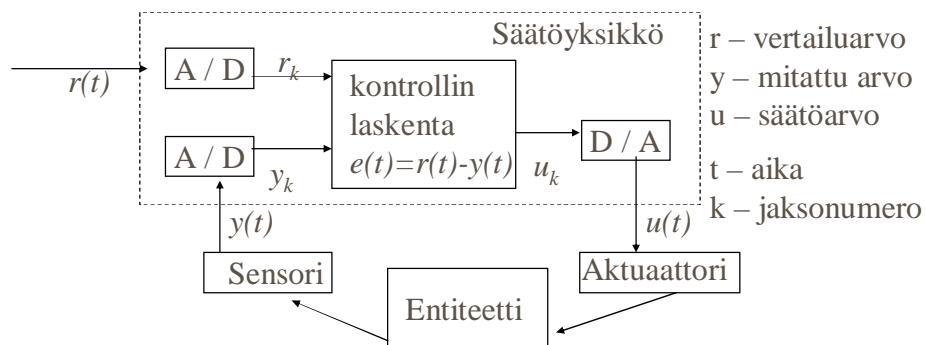 Säätöyksikkö
r(t)
A / D
r_k
kontrollin
laskenta
e(t)=r(t)-y(t)
A / D
y_k
u_k
D / A
y(t)
u(t)
Sensori
Aktuaattori
Entiteetti
r – vertailuarvo
y – mitattu arvo
u – säätöarvo
t – aika
k – jaksonumero